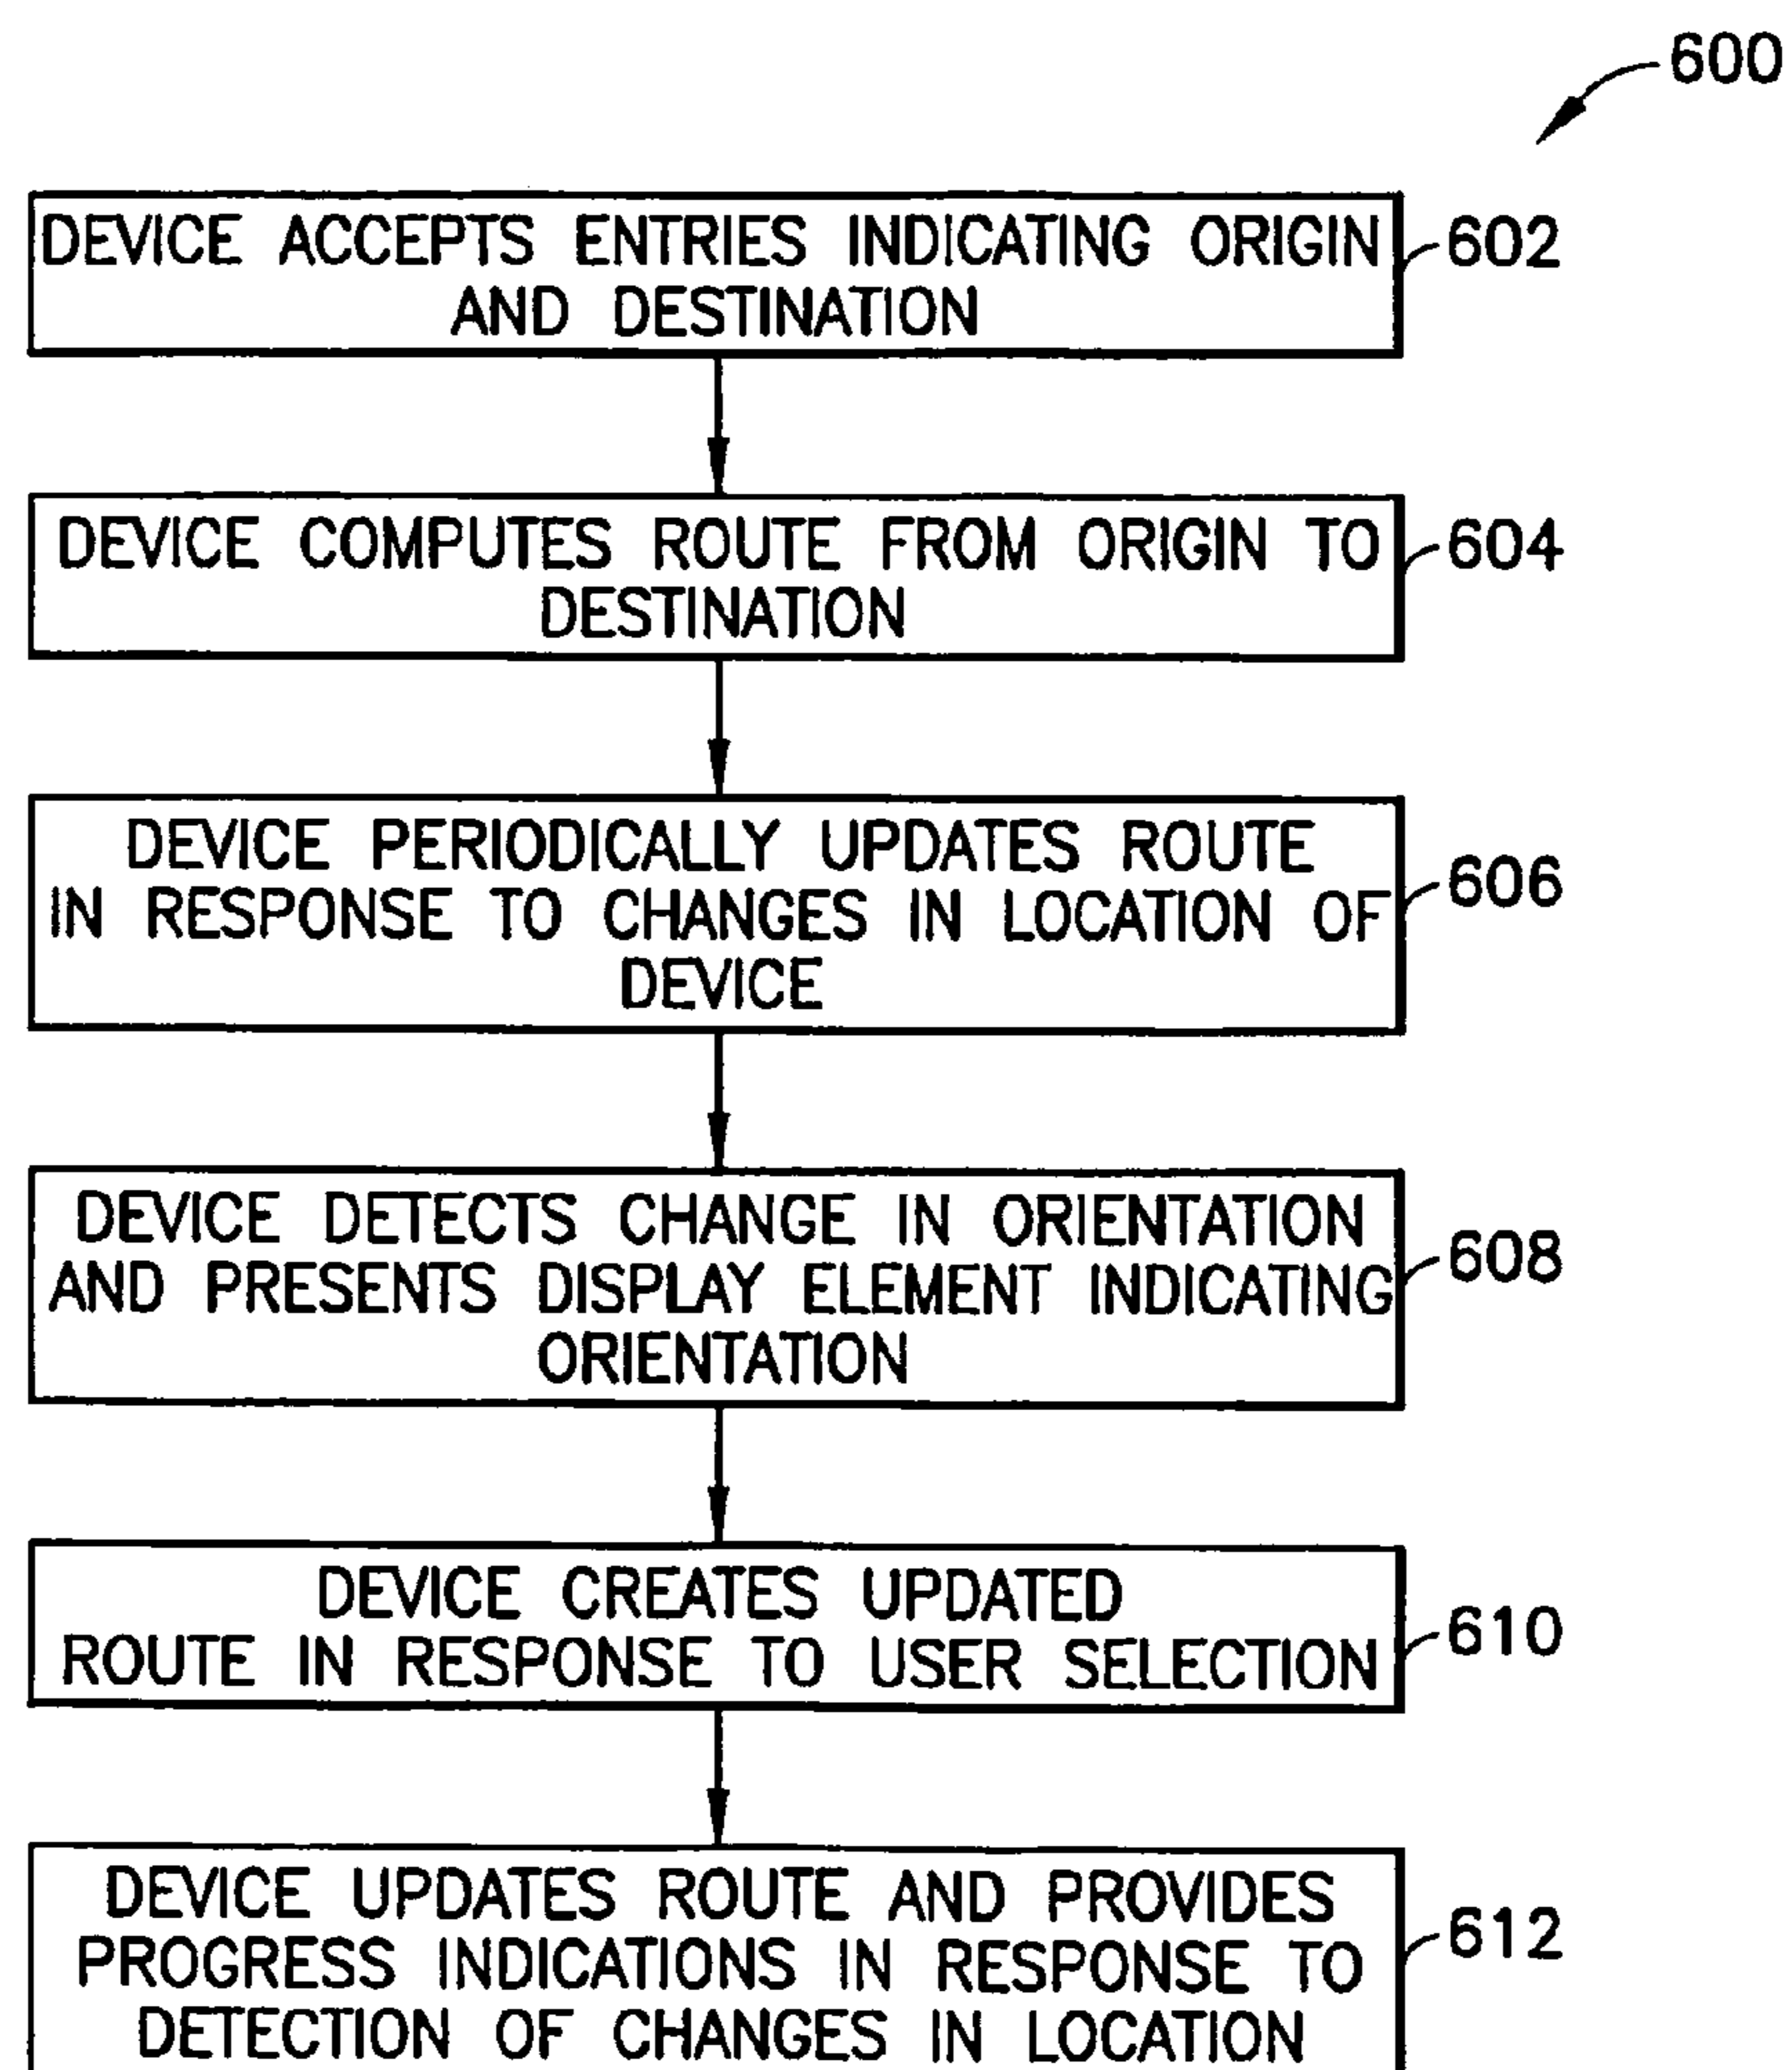 600
DEVICE ACCEPTS ENTRIES INDICATING ORIGIN
AND DESTINATION
602
DEVICE COMPUTES ROUTE FROM ORIGIN TO
DESTINATION
604
DEVICE PERIODICALLY UPDATES ROUTE
IN RESPONSE TO CHANGES IN LOCATION OF
DEVICE
606
DEVICE DETECTS CHANGE IN ORIENTATION
AND PRESENTS DISPLAY ELEMENT INDICATING
ORIENTATION
608
DEVICE CREATES UPDATED
ROUTE IN RESPONSE TO USER SELECTION
610
DEVICE UPDATES ROUTE AND PROVIDES
PROGRESS INDICATIONS IN RESPONSE TO
DETECTION OF CHANGES IN LOCATION
612